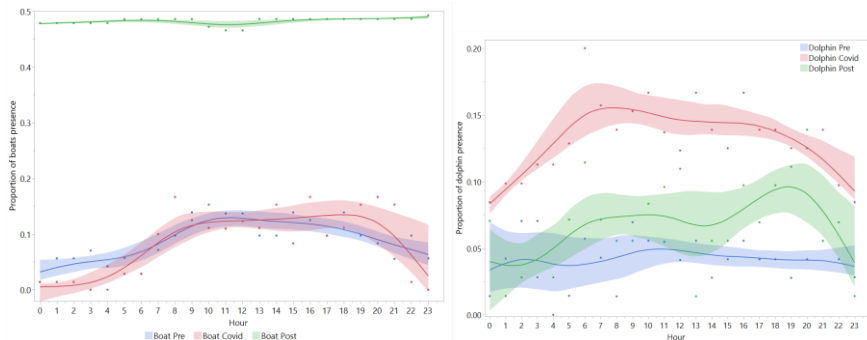 0.5
0.4
0.3
0.2
0.1
0.0
Proportion of boats presence
0 1 2 3 4 5 6 7 8 9 10 11 12 13 14 15 16 17 18 19 20 21 22 23
Hour
Boat Pre Boat Covid Boat Post
Dolphin Pre
Dolphin Covid
Dolphin Post
0.20
0.15
0.10
0.05
0.00
Proportion of dolphin presence
0 1 2 3 4 5 6 7 8 9 10 11 12 13 14 15 16 17 18 19 20 21 22 23
Hour